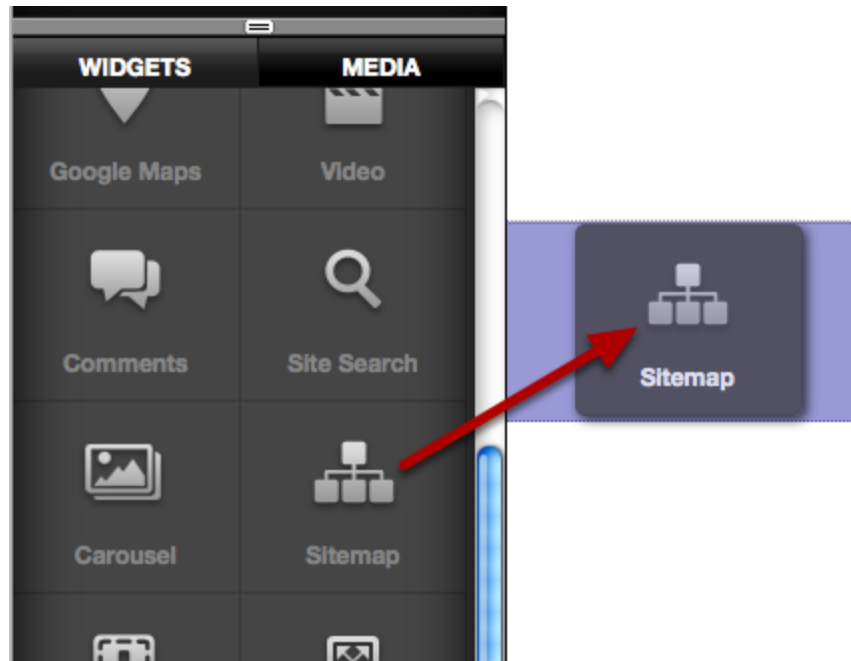 WIDGETS MEDIA
Google Maps Video
Comments Site Search
Sitemap
Carousel Sitemap